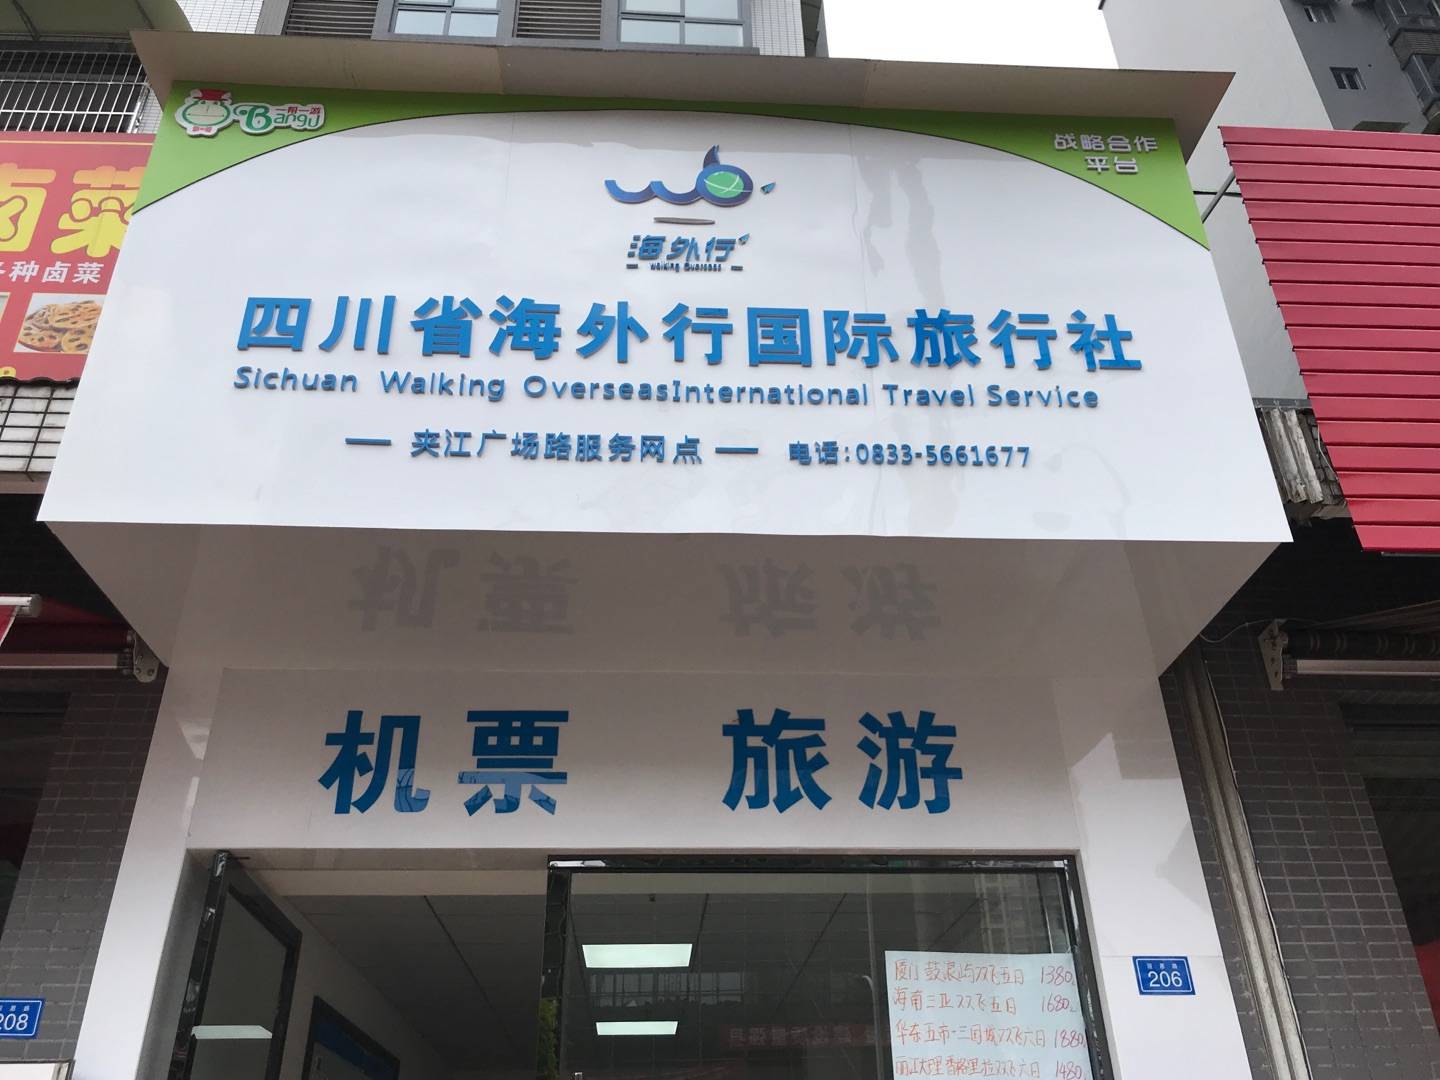 一帮一游
Bangu
战略合作
平台
海外行
Walking Overseas
四川省海外行国际旅行社
Sichuan Walking OverseasInternational Travel Service
夹江广场路服务网点 电话:0833-5661677
卤菜
种卤菜
机票 旅游
厦门鼓浪屿双飞五日 1380.
海南三亚双飞五日 1680.
华东五市+三国城双飞六日 1880.
丽江大理香格里拉双飞六日 1480.
206
208